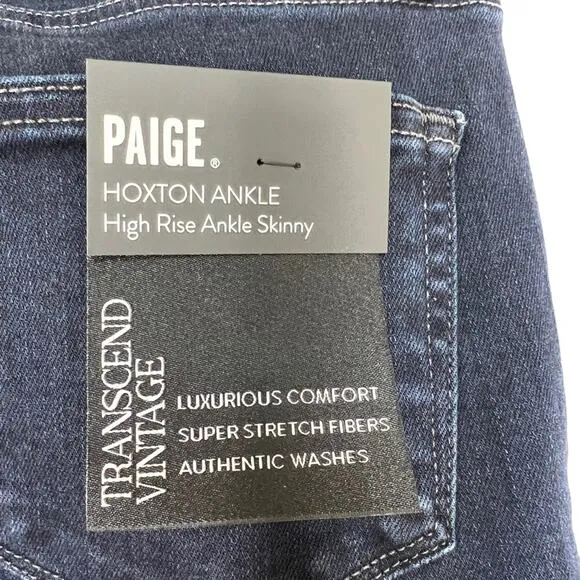 PAIGE®
HOXTON ANKLE
High Rise Ankle Skinny
TRANSCEND
VINTAGE
LUXURIOUS COMFORT
SUPER STRETCH FIBERS
AUTHENTIC WASHES